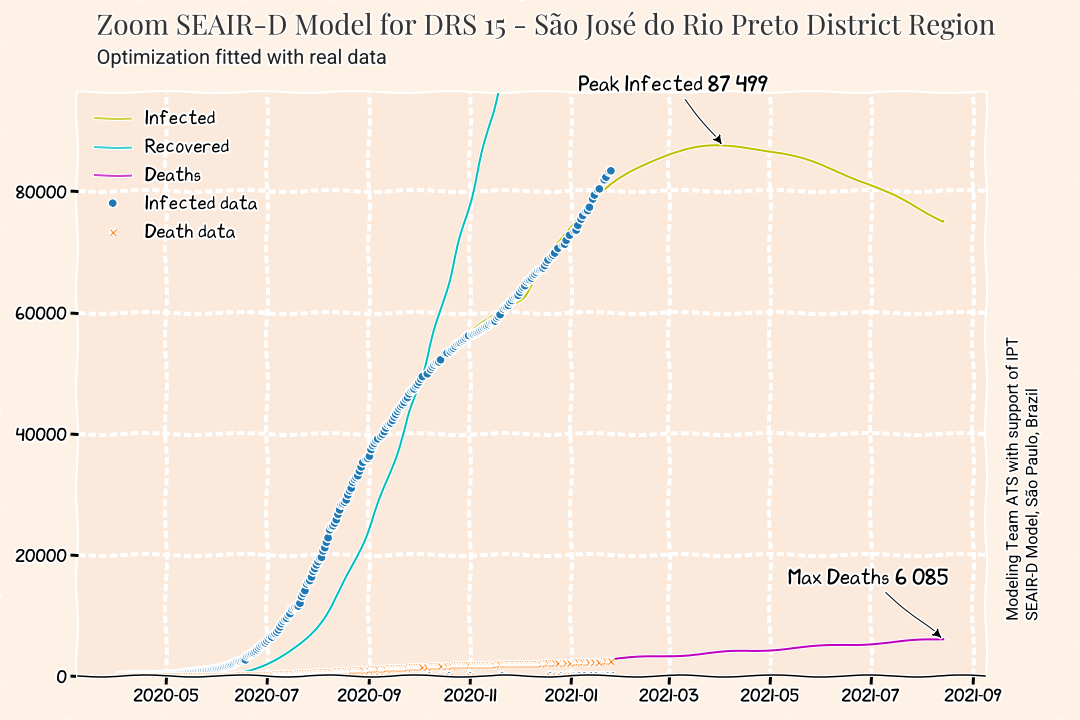 Zoom SEAIR-D Model for DRS 15 - São José do Rio Preto District Region
Optimization fitted with real data
Peak Infected 87 499
Infected
Recovered
Deaths
Infected data
Death data
80000
60000
40000
20000
0
Max Deaths 6 085
2020-05
2020-07
2020-09
2020-11
2021-01
2021-03
2021-05
2021-07
2021-09
Modeling Team ATS with support of IPT
SEAIR-D Model, São Paulo, Brazil